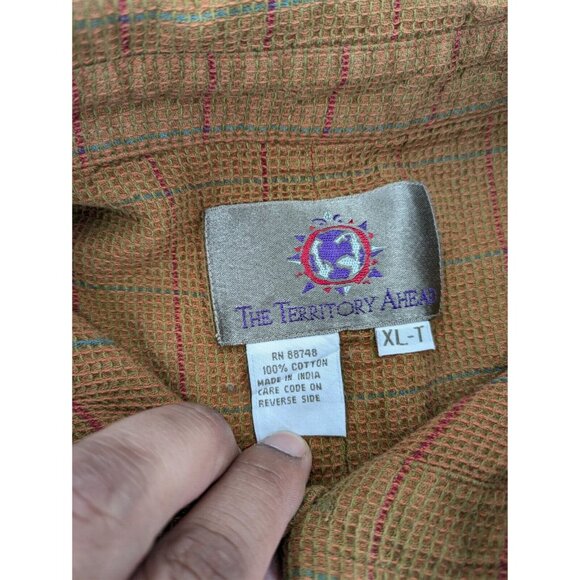 THE TERRITORY AHEAD
XL-T
RN 88748
100% COTTON
MADE IN INDIA
CARE CODE ON
REVERSE SIDE